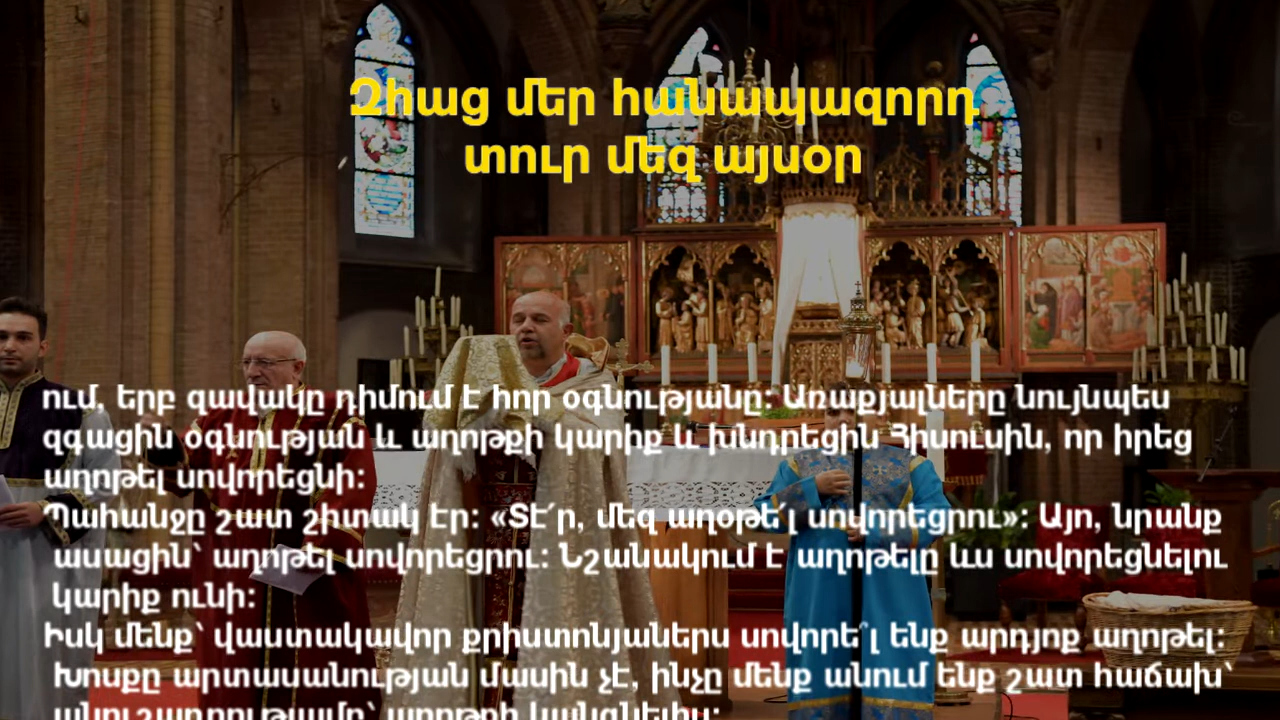 Զհաց մեր հանապազորդ
տուր մեզ այսօր
ում, երբ զավակը դիմում է հոր օգնությանը: Առաքյալները նույնպես
զգացին օգնության և աղոթքի կարիք և խնդրեցին Հիսուսին, որ իրեց
աղոթել սովորեցնի:
Պահանջը շատ շիտակ էր: «Տէ՛ր, մեզ աղօթե՛լ սովորեցրու»: Այո, նրանք
ասացին՝ աղոթել սովորեցրու: Նշանակում է աղոթելը ևս սովորեցնելու
կարիք ունի:
Իսկ մենք՝ վաստակավոր քրիստոնյաներս սովորե՞լ ենք արդյոք աղոթել:
Խոսքը արտասանության մասին չէ, ինչը մենք անում ենք շատ հաճախ՝
անուշադրությամբ՝ աղոթքի կանգնելիս: